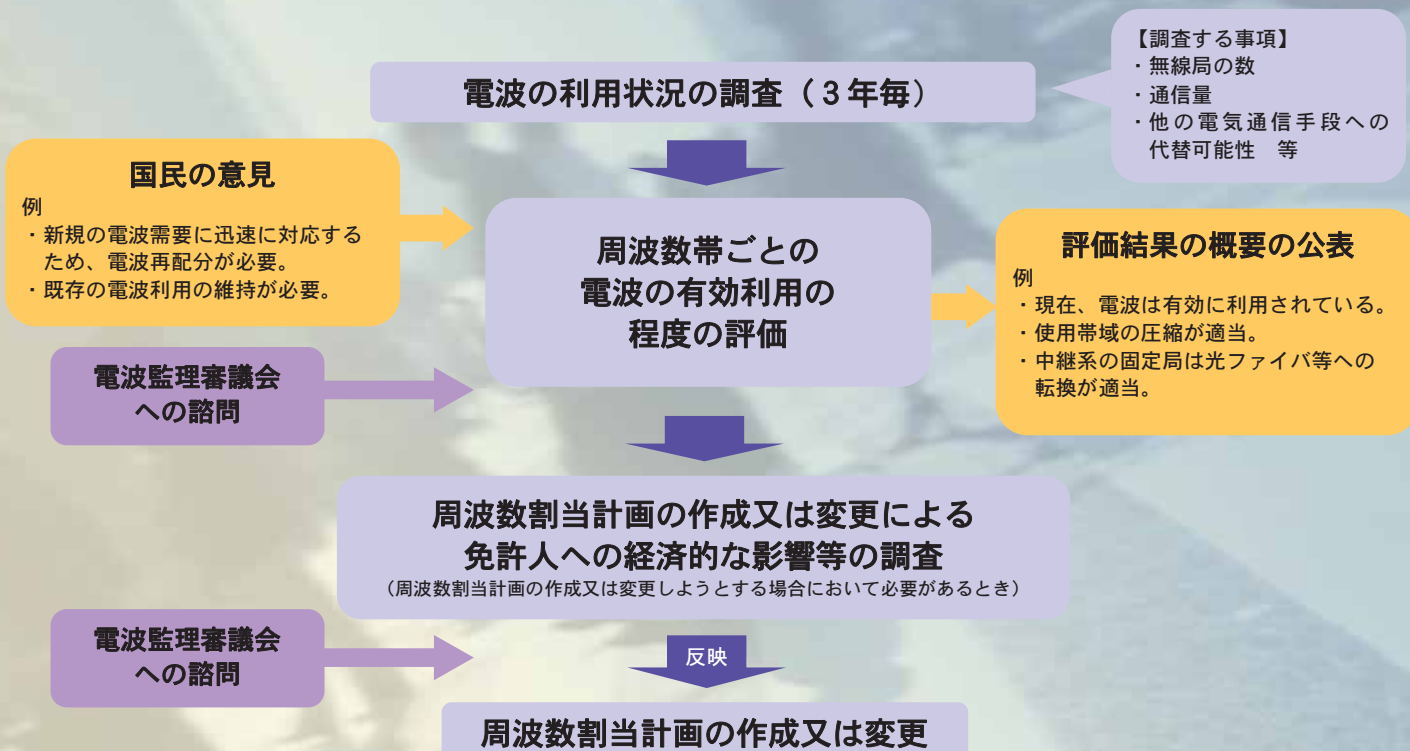 電波の利用状況の調査（3年毎）
【調査する事項】
・無線局の数
・通信量
・他の電気通信手段への
代替可能性　等
国民の意見
例
・新規の電波需要に迅速に対応する
ため、電波再配分が必要。
・既存の電波利用の維持が必要。
周波数帯ごとの
電波の有効利用の
程度の評価
評価結果の概要の公表
例
・現在、電波は有効に利用されている。
・使用帯域の圧縮が適当。
・中継系の固定局は光ファイバ等への
転換が適当。
電波監理審議会
への諮問
周波数割当計画の作成又は変更による
免許人への経済的な影響等の調査
（周波数割当計画の作成又は変更しようとする場合において必要があるとき）
電波監理審議会
への諮問
反映
周波数割当計画の作成又は変更